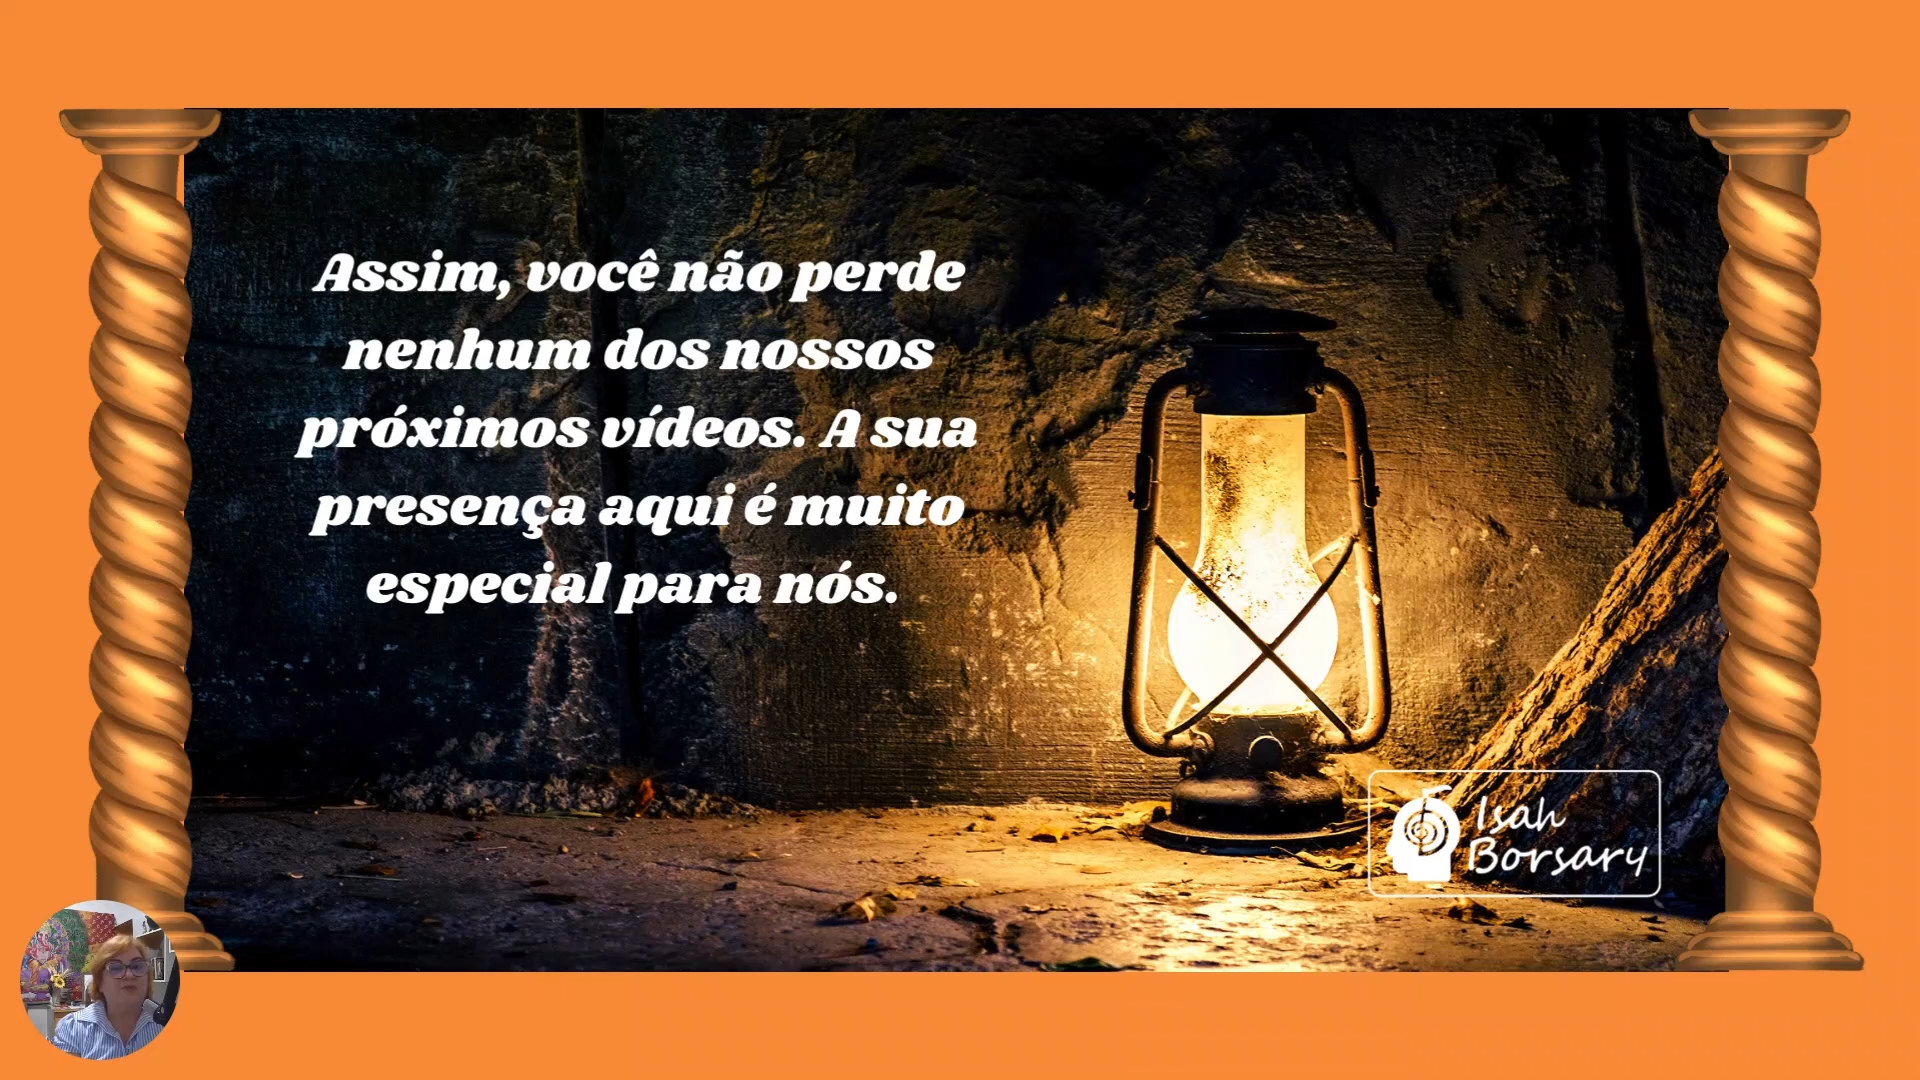 Assim, você não perde
nenhum dos nossos
próximos vídeos. A sua
presença aqui é muito
especial para nós.
Isah
Borsary